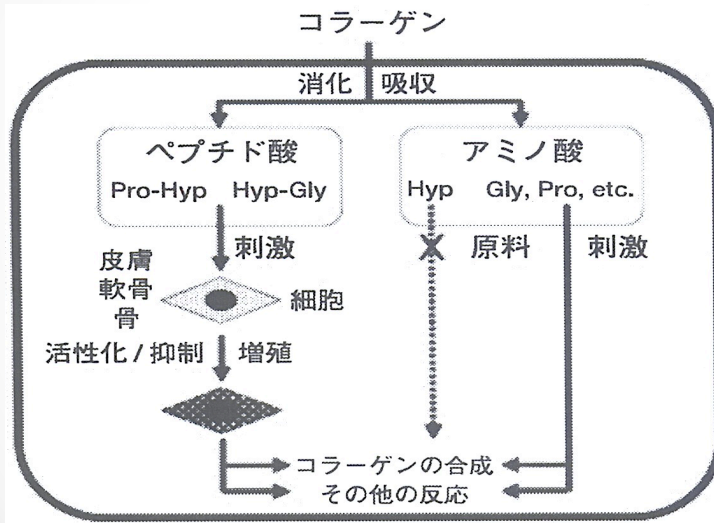 コラーゲン
消化 吸収
ペプチド酸
Pro-Hyp Hyp-Gly
アミノ酸
Hyp Gly, Pro, etc.
刺激
原料
刺激
皮膚
軟骨
骨
細胞
活性化/抑制
増殖
コラーゲンの合成
その他の反応